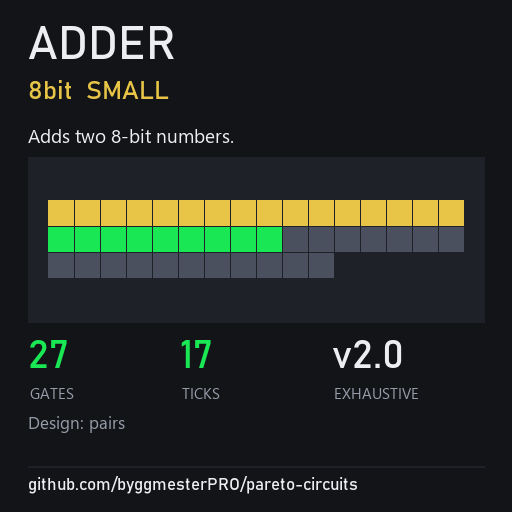 ADDER
8bit SMALL
Adds two 8-bit numbers.
27 17 v2.0
GATES TICKS EXHAUSTIVE
Design: pairs
github.com/byggmesterPRO/pareto-circuits